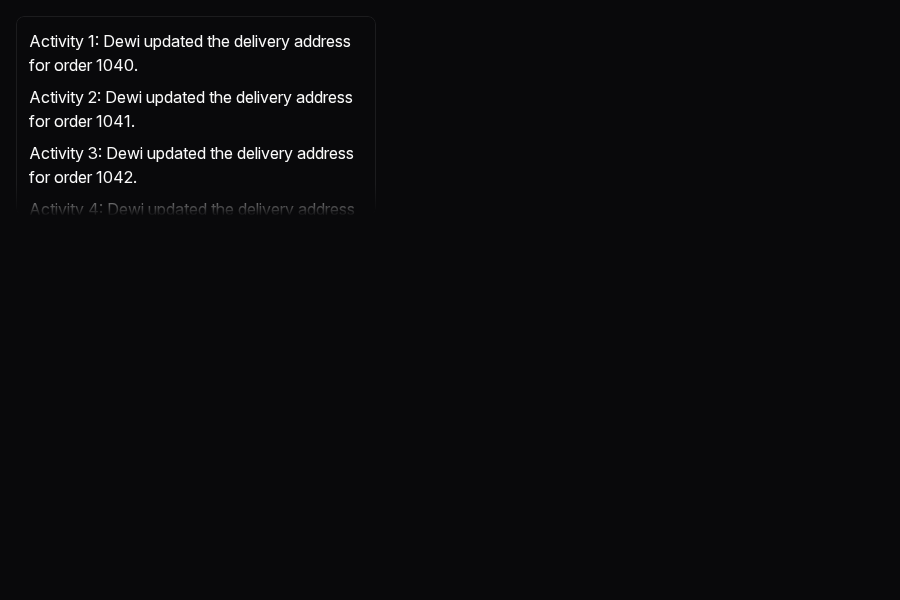 Activity 1: Dewi updated the delivery address
for order 1040.
Activity 2: Dewi updated the delivery address
for order 1041.
Activity 3: Dewi updated the delivery address
for order 1042.
Activity 4: Dewi updated the delivery address